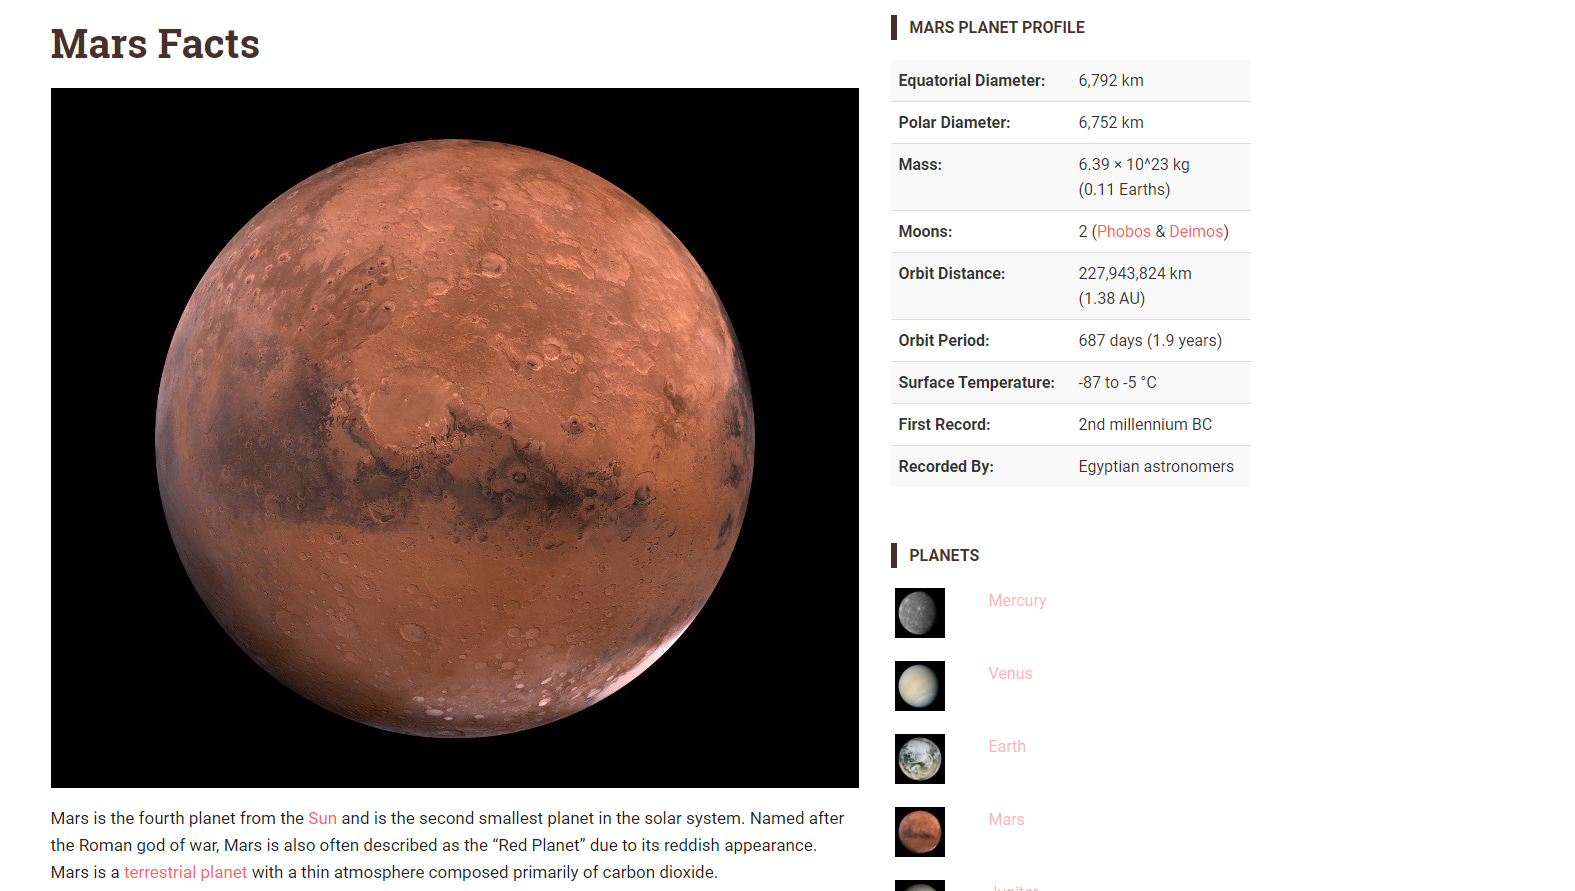 Mars Facts
Mars is the fourth planet from the Sun and is the second smallest planet in the solar system. Named after
the Roman god of war, Mars is also often described as the “Red Planet” due to its reddish appearance.
Mars is a terrestrial planet with a thin atmosphere composed primarily of carbon dioxide.
MARS PLANET PROFILE
Equatorial Diameter: 6,792 km
Polar Diameter: 6,752 km
Mass: 6.39 × 10^23 kg
(0.11 Earths)
Moons: 2 (Phobos & Deimos)
Orbit Distance: 227,943,824 km
(1.38 AU)
Orbit Period: 687 days (1.9 years)
Surface Temperature: -87 to -5 °C
First Record: 2nd millennium BC
Recorded By: Egyptian astronomers
PLANETS
Mercury
Venus
Earth
Mars
Jupiter